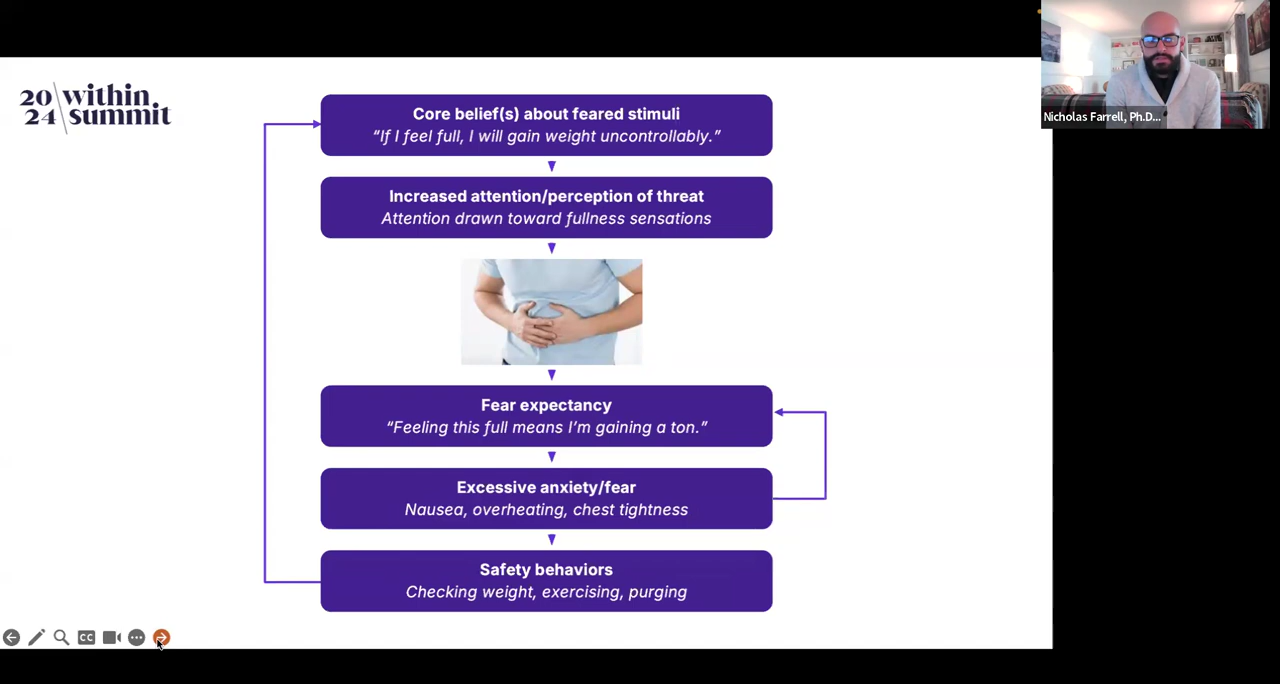 20 within
24 summit
Core belief(s) about feared stimuli
“If I feel full, I will gain weight uncontrollably.”
Increased attention/perception of threat
Attention drawn toward fullness sensations
Fear expectancy
“Feeling this full means I’m gaining a ton.”
Excessive anxiety/fear
Nausea, overheating, chest tightness
Safety behaviors
Checking weight, exercising, purging
Nicholas Farrell, Ph.D...
CC